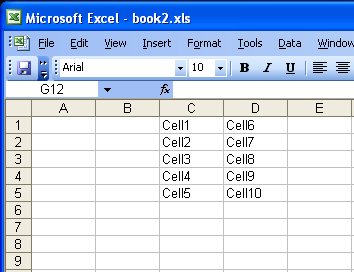 Microsoft Excel - book2.xls
File Edit View Insert Format Tools Data Window
Arial 10 B I U
G12 fx
A B C D E
1 Cell1 Cell6
2 Cell2 Cell7
3 Cell3 Cell8
4 Cell4 Cell9
5 Cell5 Cell10
6
7
8
9